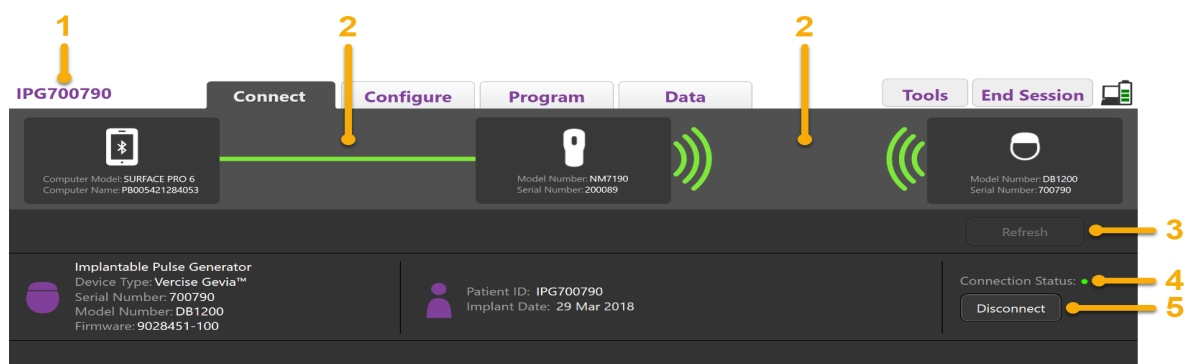 1
2
2
IPG700790
Connect
Configure
Program
Data
Tools
End Session
Computer Model: SURFACE PRO 6
Computer Name: PB005421284053
Model Number: NM7190
Serial Number: 200089
Model Number: DB1200
Serial Number: 700790
Refresh
3
Implantable Pulse Generator
Device Type: Vercise Gevia™
Serial Number: 700790
Model Number: DB1200
Firmware: 9028451-100
Patient ID: IPG700790
Implant Date: 29 Mar 2018
Connection Status:
4
Disconnect
5